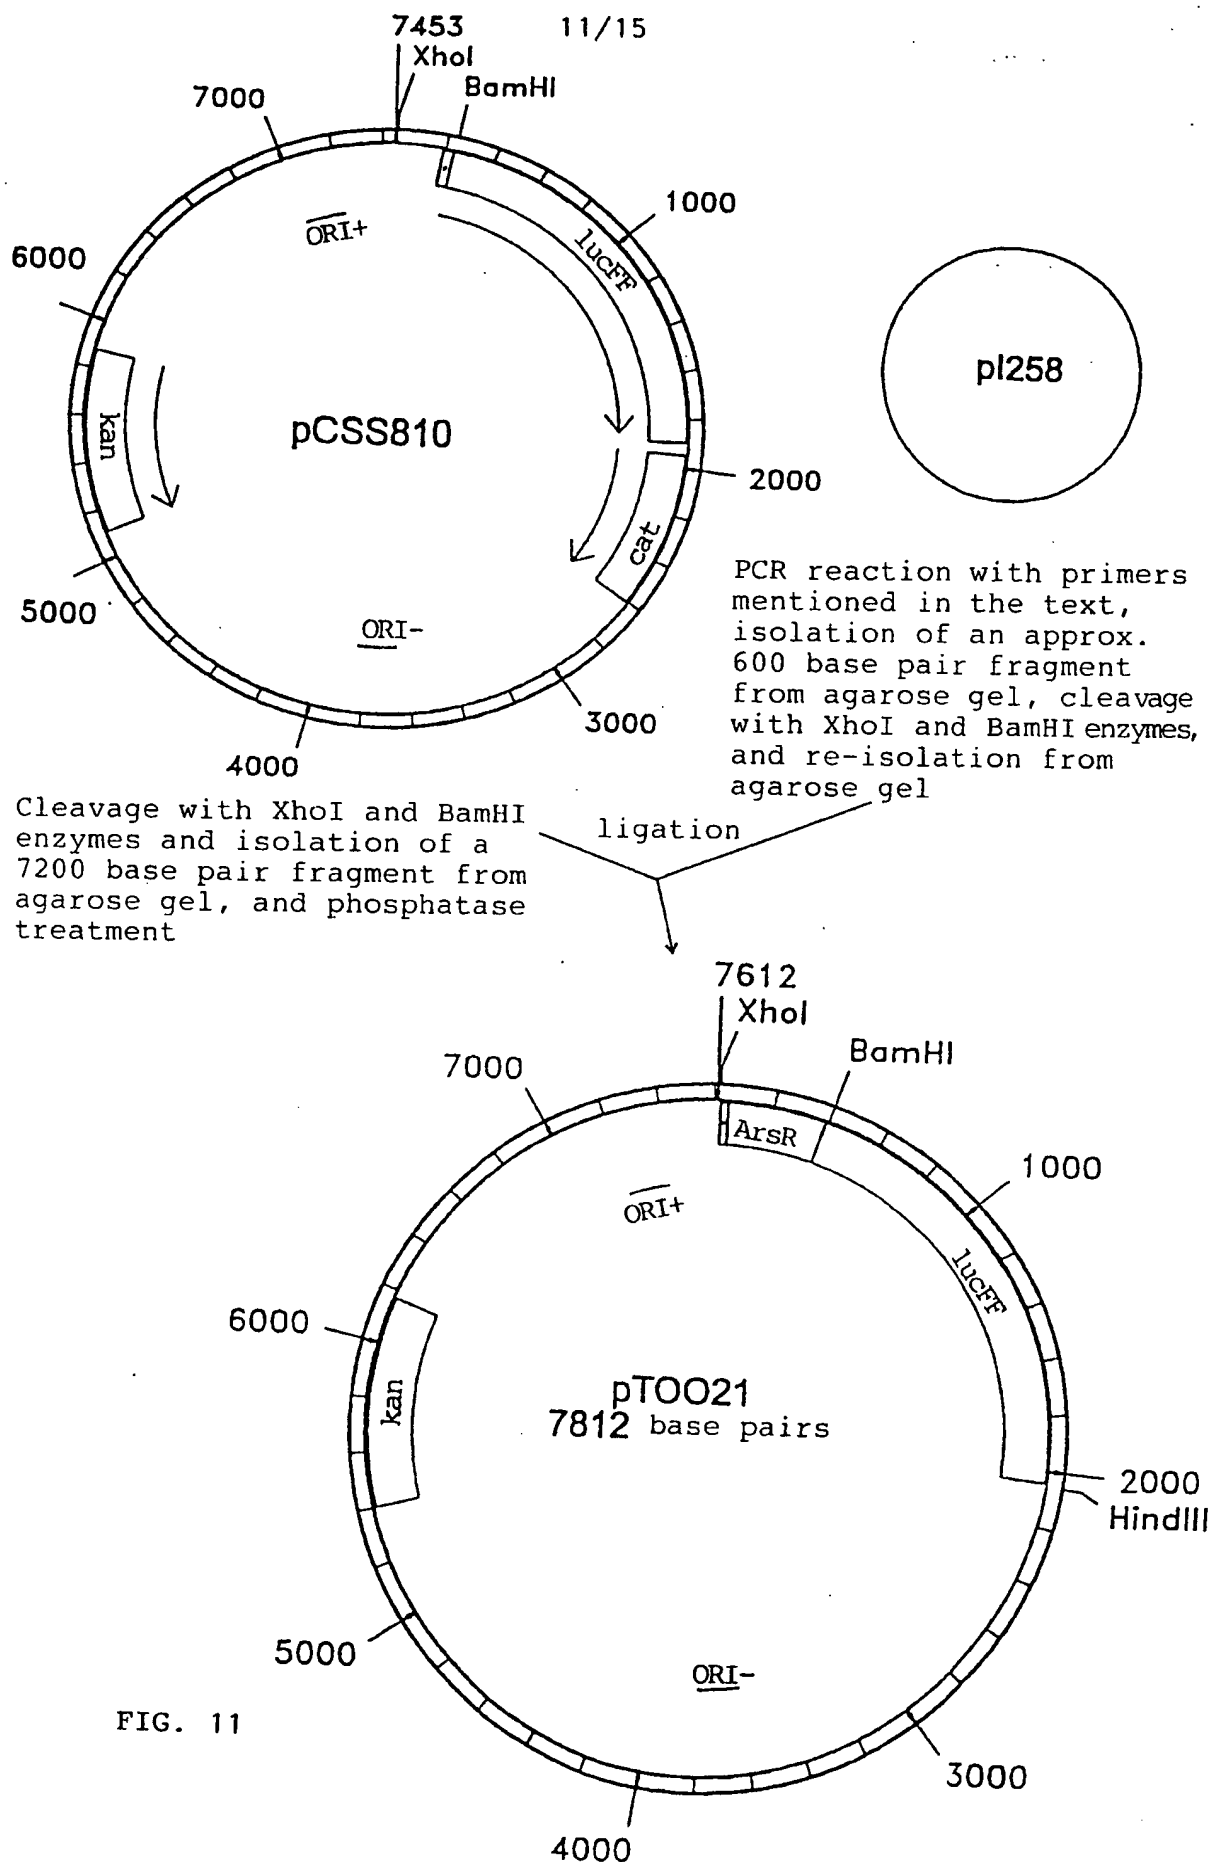 11/15
7453
XhoI
BamHI
7000
1000
6000
ORI+
lucFF
pCSS810
pI258
kan
2000
cat
5000
ORI-
3000
4000
PCR reaction with primers
mentioned in the text,
isolation of an approx.
600 base pair fragment
from agarose gel, cleavage
with XhoI and BamHI enzymes,
and re-isolation from
agarose gel
Cleavage with XhoI and BamHI
enzymes and isolation of a
7200 base pair fragment from
agarose gel, and phosphatase
treatment
ligation
7612
XhoI
BamHI
7000
ArsR
1000
ORI+
lucFF
6000
kan
pTOO21
7812 base pairs
2000
HindIII
5000
ORI-
3000
4000
FIG. 11